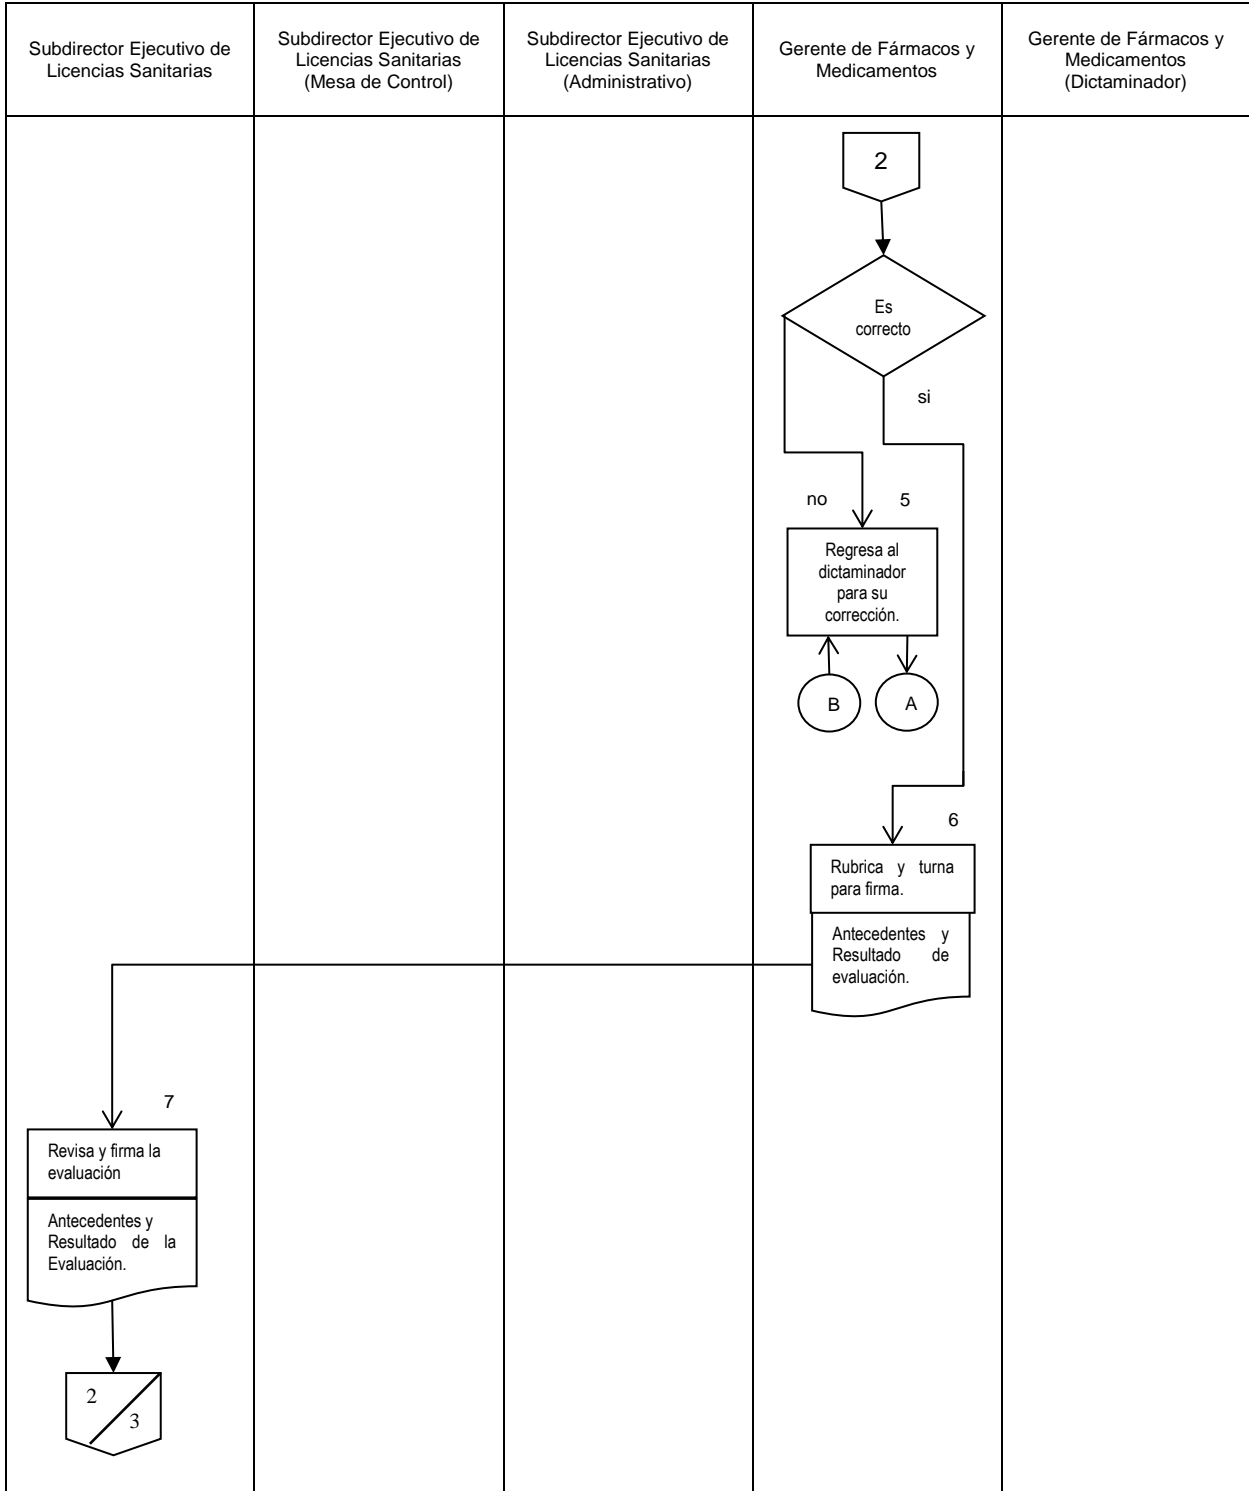 Subdirector Ejecutivo de
Licencias Sanitarias
Subdirector Ejecutivo de
Licencias Sanitarias
(Mesa de Control)
Subdirector Ejecutivo de
Licencias Sanitarias
(Administrativo)
Gerente de Fármacos y
Medicamentos
Gerente de Fármacos y
Medicamentos
(Dictaminador)
2
Es
correcto
si
no
5
Regresa al
dictaminador
para su
corrección.
B
A
6
Rubrica y turna
para firma.
Antecedentes y
Resultado de
evaluación.
7
Revisa y firma la
evaluación
Antecedentes y
Resultado de la
Evaluación.
2
3